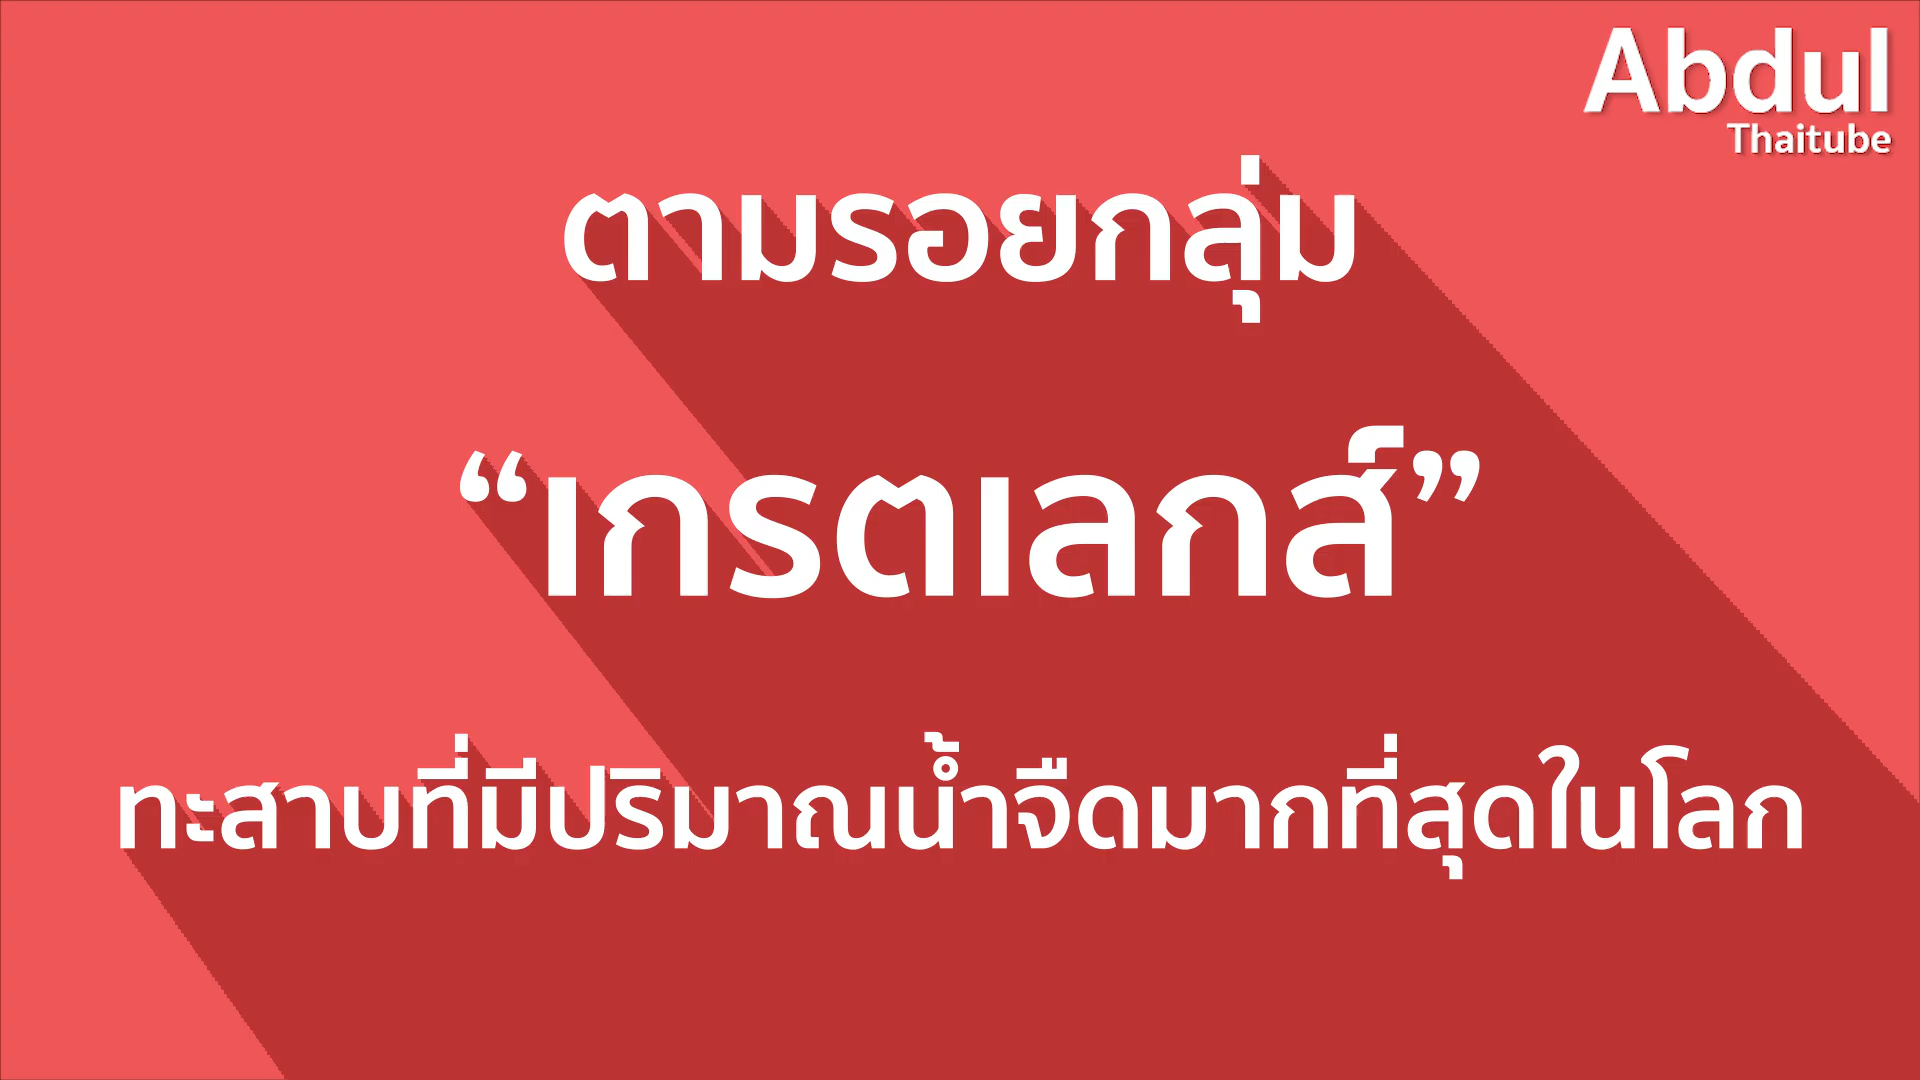 Abdul
Thaitube
ตามรอยกลุ่ม
“เกรตเลกส์”
ทะสาบที่มีปริมาณน้ำจืดมากที่สุดในโลก